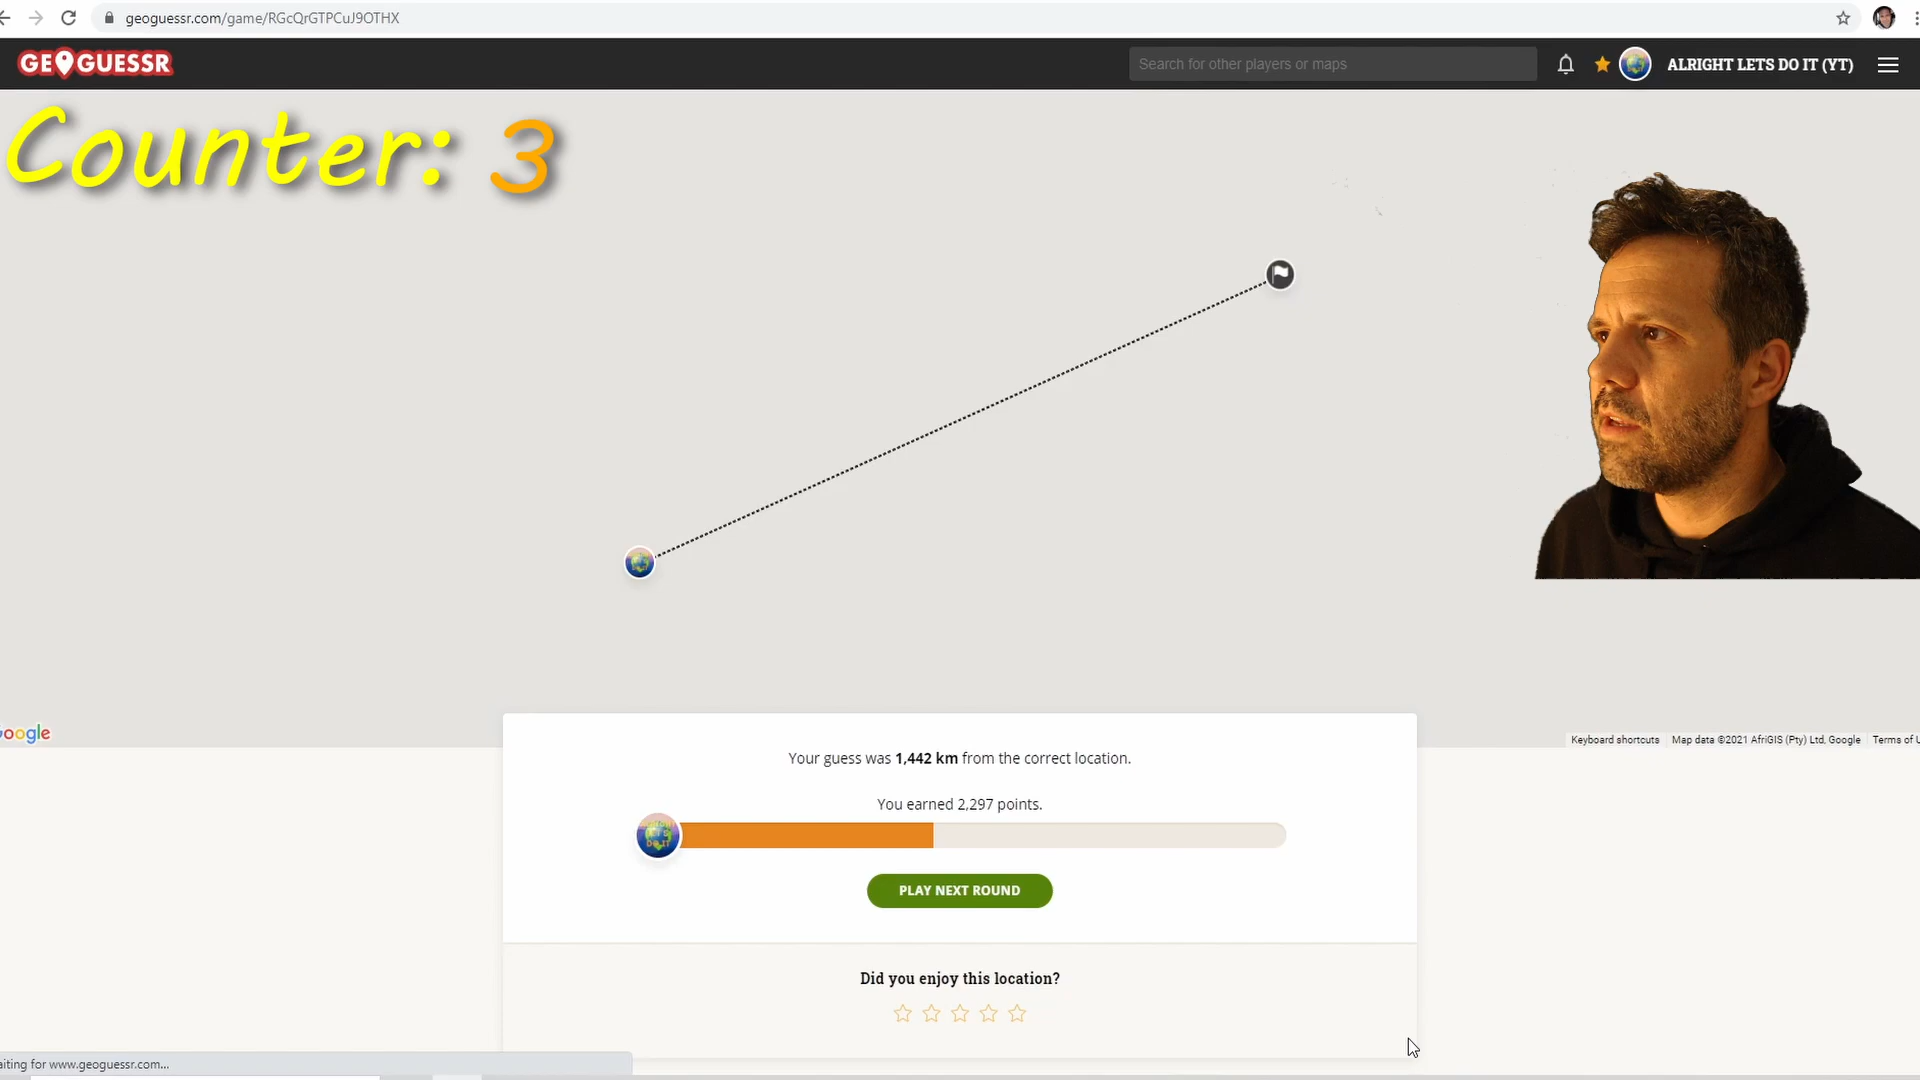 geoguessr.com/game/RGcQrGTPCuJ9OTHX
GEOGUESSR
Search for other players or maps
ALRIGHT LETS DO IT (YT)
Counter: 3
oogle
Keyboard shortcuts
Map data ©2021 AfriGIS (Pty) Ltd, Google
Terms of U
Your guess was 1,442 km from the correct location.
You earned 2,297 points.
PLAY NEXT ROUND
Did you enjoy this location?
aiting for www.geoguessr.com...